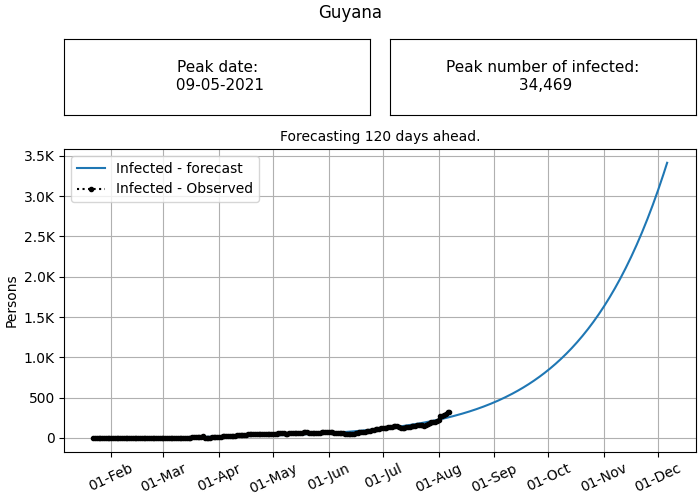 Guyana
Peak date:
09-05-2021
Peak number of infected:
34,469
Forecasting 120 days ahead.
3.5K
3.0K
2.5K
2.0K
1.5K
1.0K
500
0
Persons
Infected - forecast
Infected - Observed
01-Feb
01-Mar
01-Apr
01-May
01-Jun
01-Jul
01-Aug
01-Sep
01-Oct
01-Nov
01-Dec